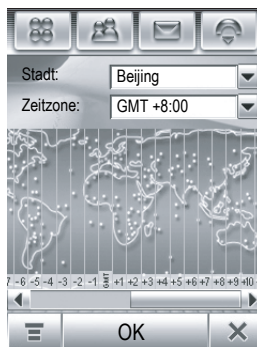 Stadt: Beijing
Zeitzone: GMT +8:00
7 -6 -5 -4 -3 -2 -1 GMT +1 +2 +3 +4 +5 +6 +7 +8 +9 +10
OK